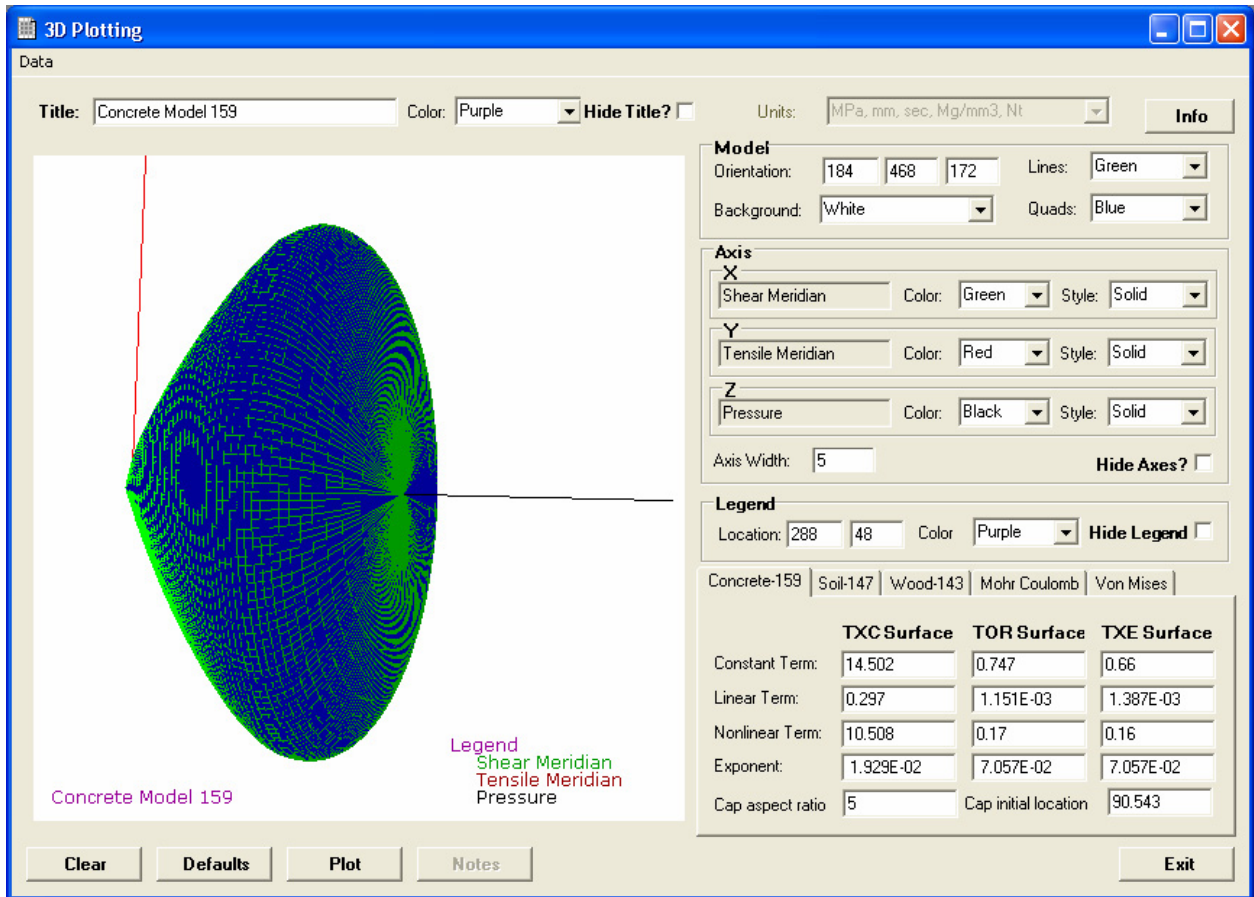 3D Plotting
Data
Title: Concrete Model 159 Color: Purple Hide Title? Units: MPa, mm, sec, Mg/mm3, Nt Info
Model
Orientation: 184 468 172 Lines: Green
Background: White Quads: Blue
Axis
X
Shear Meridian Color: Green Style: Solid
Y
Tensile Meridian Color: Red Style: Solid
Z
Pressure Color: Black Style: Solid
Axis Width: 5 Hide Axes?
Legend
Location: 288 48 Color Purple Hide Legend
Concrete-159 Soil-147 Wood-143 Mohr Coulomb Von Mises
TXC Surface TOR Surface TXE Surface
Constant Term: 14.502 0.747 0.66
Linear Term: 0.297 1.151E-03 1.387E-03
Nonlinear Term: 10.508 0.17 0.16
Exponent: 1.929E-02 7.057E-02 7.057E-02
Cap aspect ratio 5 Cap initial location 90.543
Legend
Shear Meridian
Tensile Meridian
Pressure
Concrete Model 159
Clear Defaults Plot Notes Exit